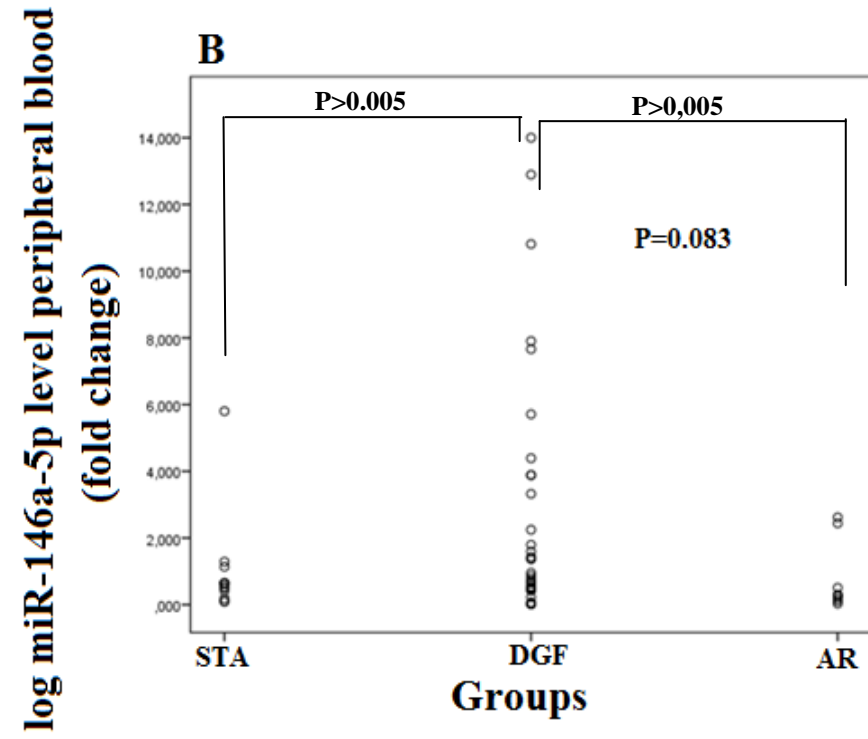 B
log miR-146a-5p level peripheral blood
(fold change)
P>0.005
P>0,005
P=0.083
14,000
12,000
10,000
8,000
6,000
4,000
2,000
,000
STA
DGF
AR
Groups